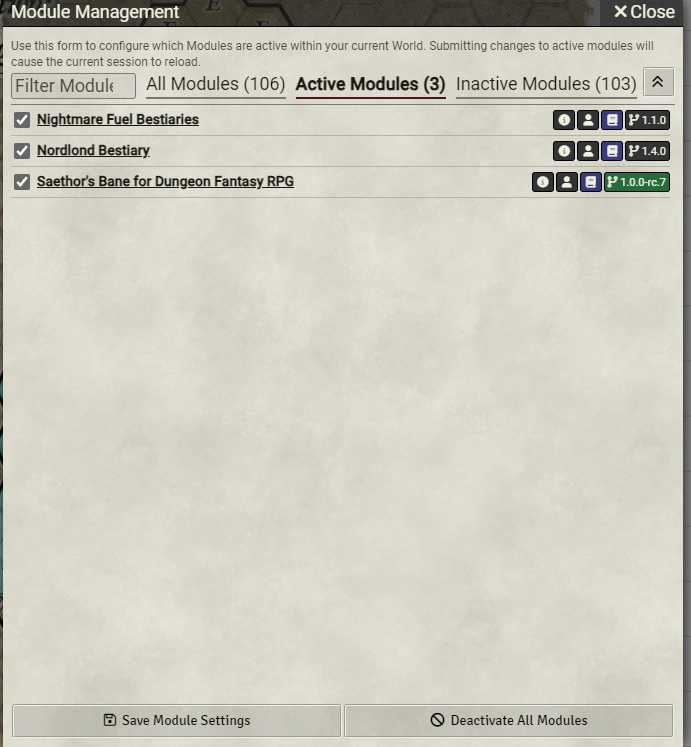 Module Management
Close
Use this form to configure which Modules are active within your current World. Submitting changes to active modules will
cause the current session to reload.
Filter Module
All Modules (106)
Active Modules (3)
Inactive Modules (103)
Nightmare Fuel Bestiaries
1.1.0
Nordlond Bestiary
1.4.0
Saethor's Bane for Dungeon Fantasy RPG
1.0.0-rc.7
Save Module Settings
Deactivate All Modules